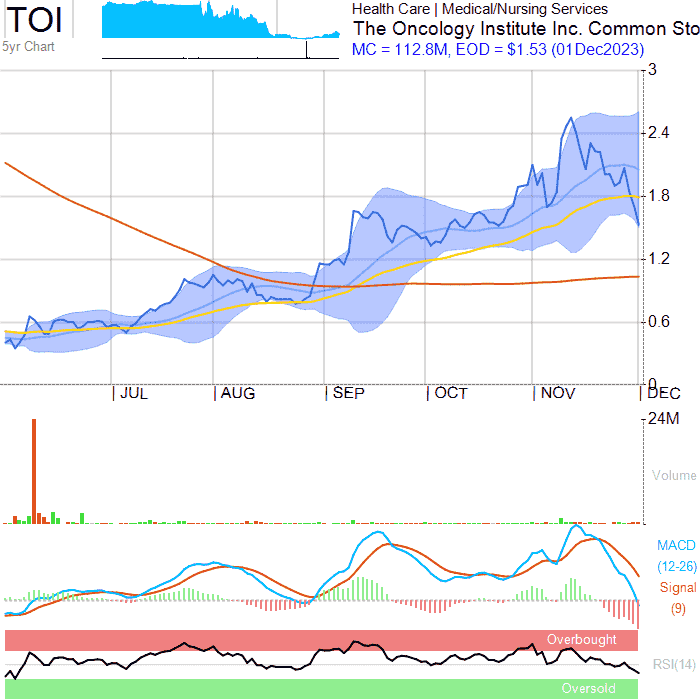 TOI
5yr Chart
Health Care | Medical/Nursing Services
The Oncology Institute Inc. Common Sto
MC = 112.8M, EOD = $1.53 (01Dec2023)
3
2.4
1.8
1.2
0.6
0
JUL AUG SEP OCT NOV DEC
24M
Volume
MACD
(12-26)
Signal
(9)
Overbought
RSI(14)
Oversold